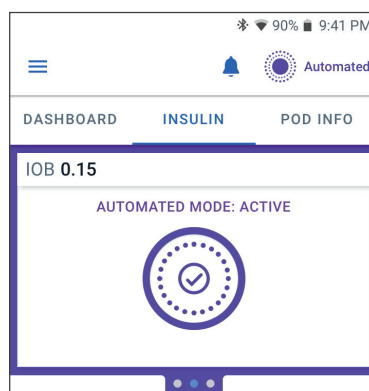 90% 9:41 PM
Automated
DASHBOARD INSULIN POD INFO
IOB 0.15
AUTOMATED MODE: ACTIVE